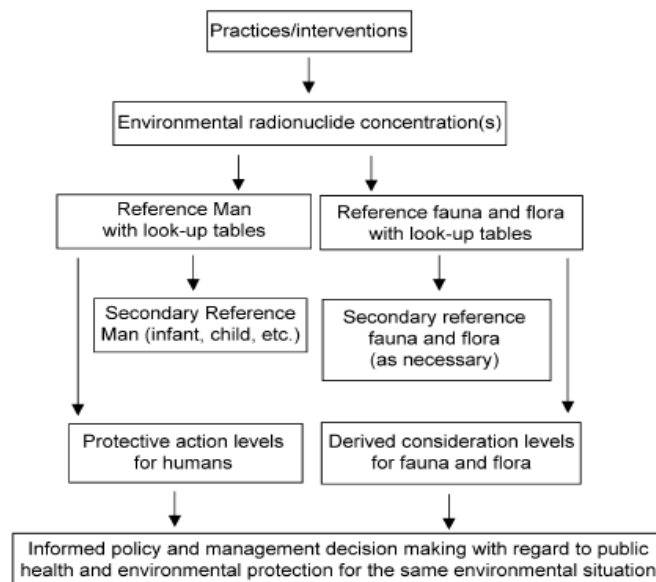 Practices/interventions
Environmental radionuclide concentration(s)
Reference Man
with look-up tables
Reference fauna and flora
with look-up tables
Secondary Reference
Man (infant, child, etc.)
Secondary reference
fauna and flora
(as necessary)
Protective action levels
for humans
Derived consideration levels
for fauna and flora
Informed policy and management decision making with regard to public
health and environmental protection for the same environmental situation